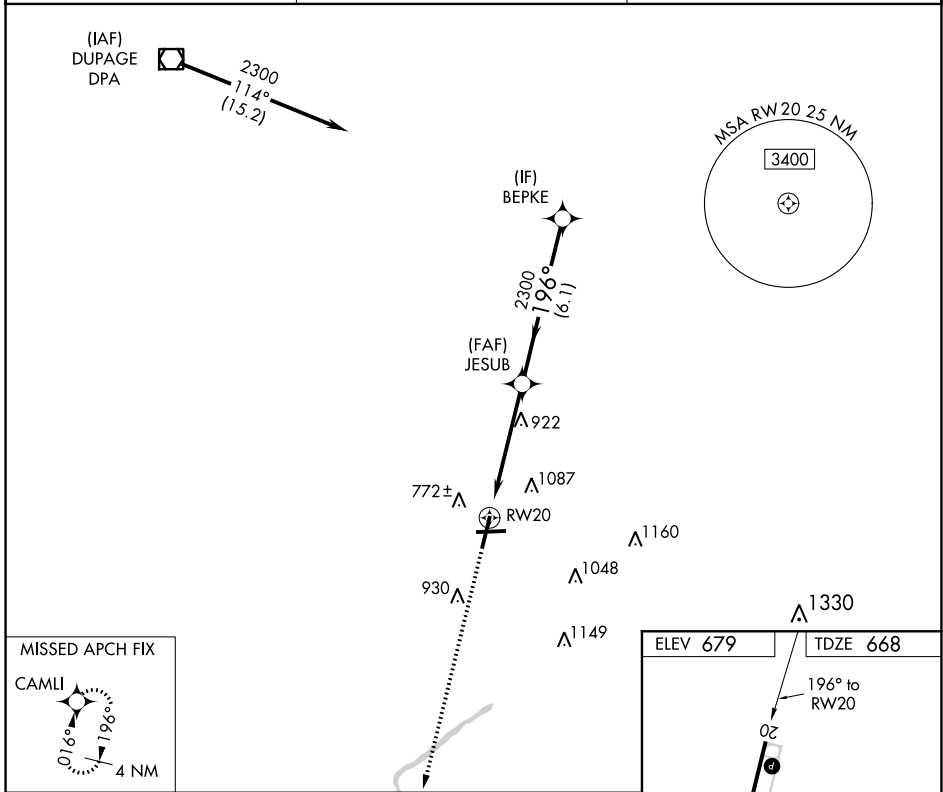 (IAF)
DUPAGE
DPA
2300
114°
(15.2)
MSA RW20 25 NM
3400
(IF)
BEPKE
2300
196°
(6.1)
(FAF)
JESUB
922
1087
772±
RW20
1160
1048
930
1149
1330
MISSED APCH FIX
CAMLI
016°
196°
4 NM
ELEV 679
TDZE 668
196° to
RW20
20
P